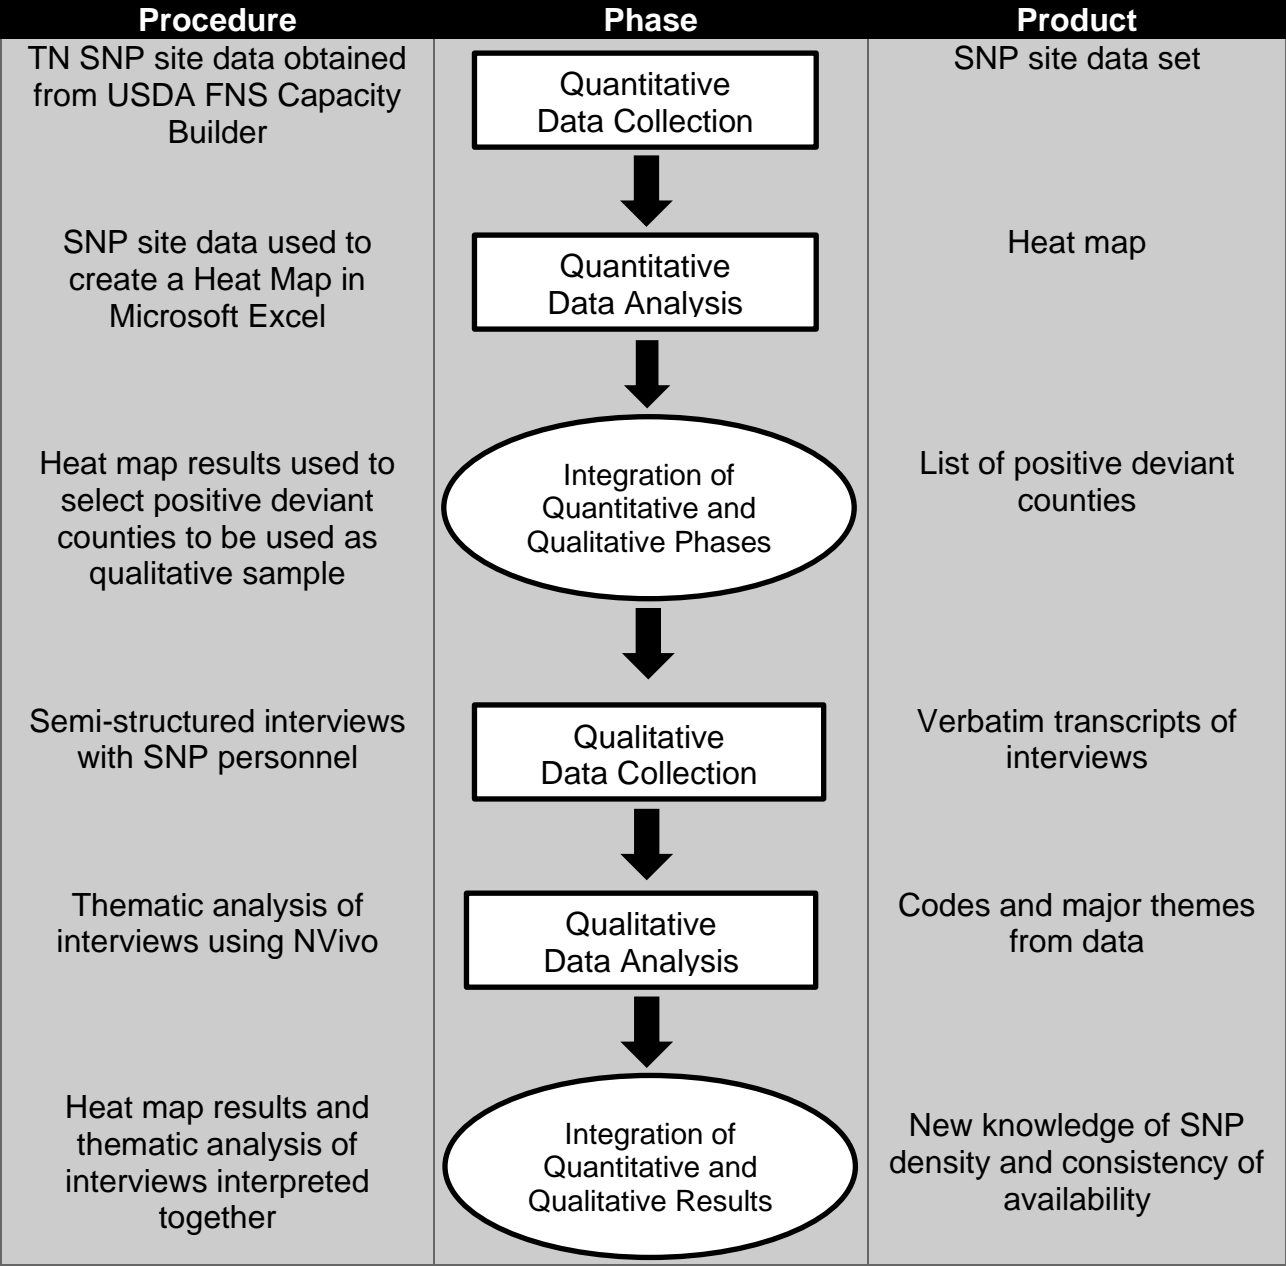 Procedure
Phase
Product
TN SNP site data obtained
from USDA FNS Capacity
Builder
Quantitative
Data Collection
SNP site data set
SNP site data used to
create a Heat Map in
Microsoft Excel
Quantitative
Data Analysis
Heat map
Heat map results used to
select positive deviant
counties to be used as
qualitative sample
Integration of
Quantitative and
Qualitative Phases
List of positive deviant
counties
Semi-structured interviews
with SNP personnel
Qualitative
Data Collection
Verbatim transcripts of
interviews
Thematic analysis of
interviews using NVivo
Qualitative
Data Analysis
Codes and major themes
from data
Heat map results and
thematic analysis of
interviews interpreted
together
Integration of
Quantitative and
Qualitative Results
New knowledge of SNP
density and consistency of
availability